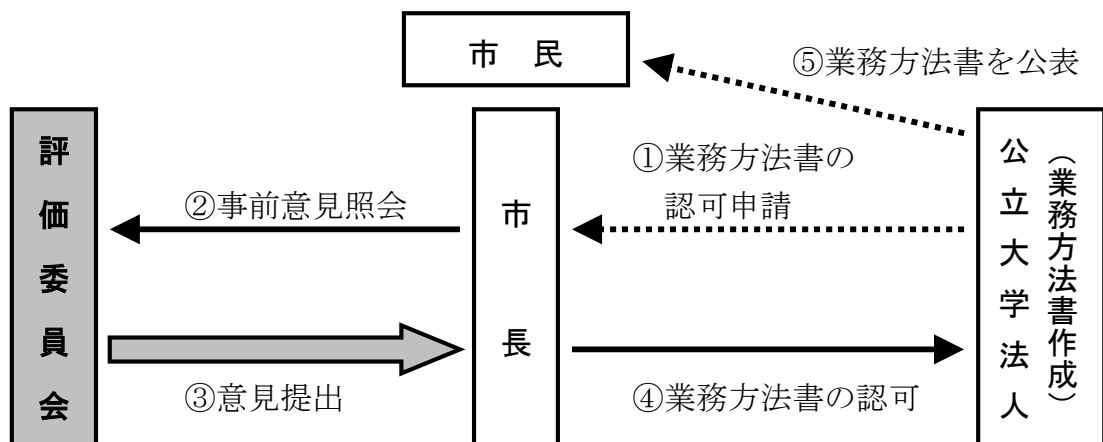 市 民
⑤業務方法書を公表
評価委員会
②事前意見照会
③意見提出
市長
①業務方法書の
認可申請
④業務方法書の認可
公立大学法人
（業務方法書作成）